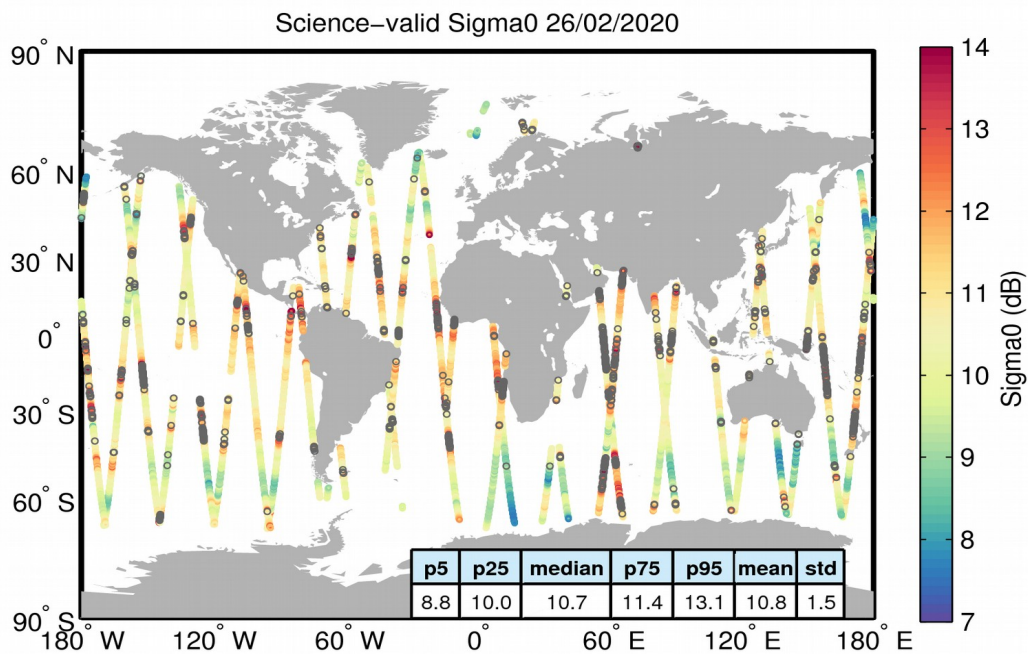 Science−valid Sigma0 26/02/2020
90° N
60° N
30° N
0°
30° S
60° S
90° S
180° W
120° W
60° W
0°
60° E
120° E
180° E
p5 p25 median p75 p95 mean std
8.8 10.0 10.7 11.4 13.1 10.8 1.5
14
13
12
11
10
9
8
7
Sigma0 (dB)